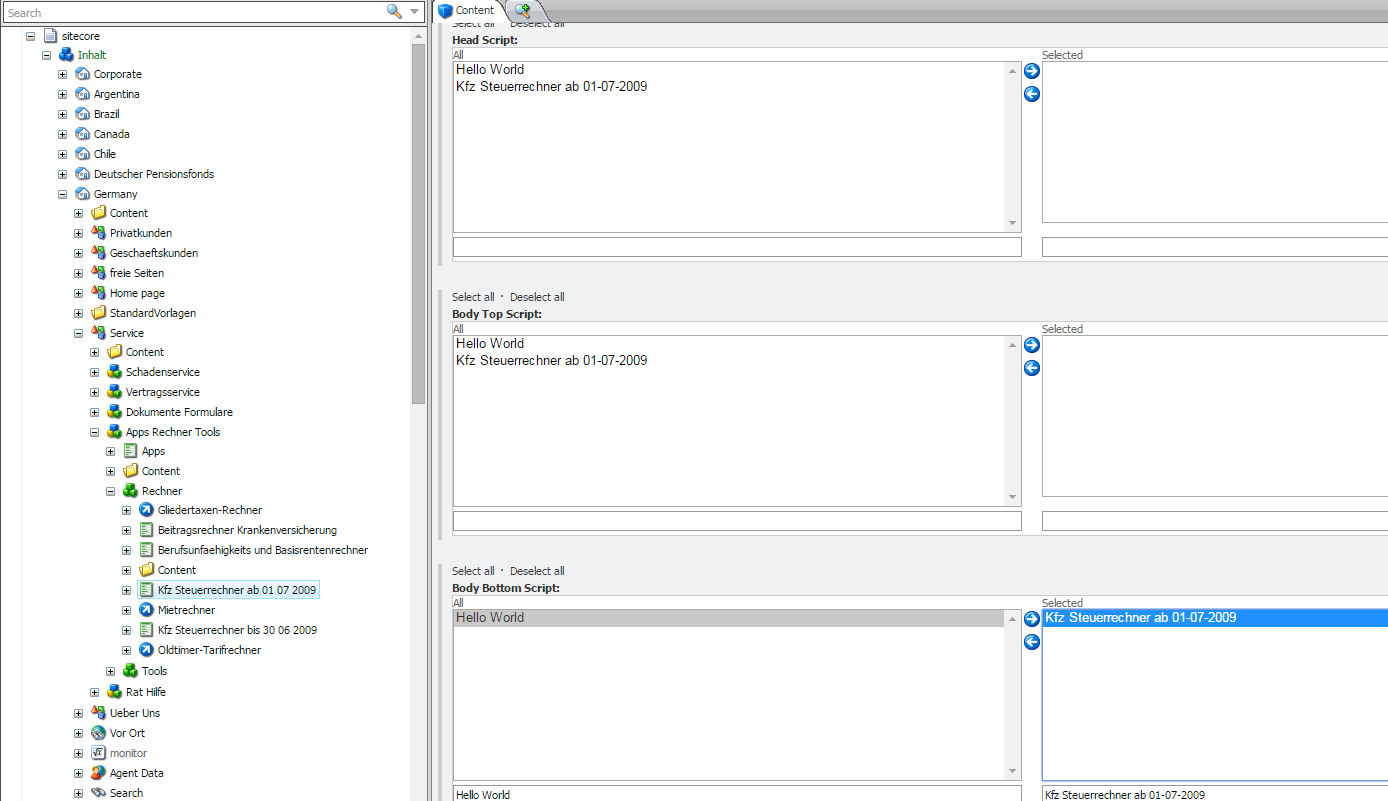 Search
sitecore
Inhalt
Corporate
Argentina
Brazil
Canada
Chile
Deutscher Pensionsfonds
Germany
Content
Privatkunden
Geschaeftskunden
freie Seiten
Home page
StandardVorlagen
Service
Content
Schadenservice
Vertragsservice
Dokumente Formulare
Apps Rechner Tools
Apps
Content
Rechner
Gliedertaxen-Rechner
Beitragsrechner Krankenversicherung
Berufsunfaehigkeits und Basisrentenrechner
Content
Kfz Steuerrechner ab 01 07 2009
Mietrechner
Kfz Steuerrechner bis 30 06 2009
Oldtimer-Tarifrechner
Tools
Rat Hilfe
Ueber Uns
Vor Ort
monitor
Agent Data
Search
Content
Select all · Deselect all
Head Script:
All Selected
Hello World
Kfz Steuerrechner ab 01-07-2009
Select all · Deselect all
Body Top Script:
All Selected
Hello World
Kfz Steuerrechner ab 01-07-2009
Select all · Deselect all
Body Bottom Script:
All Selected
Hello World Kfz Steuerrechner ab 01-07-2009
Hello World Kfz Steuerrechner ab 01-07-2009